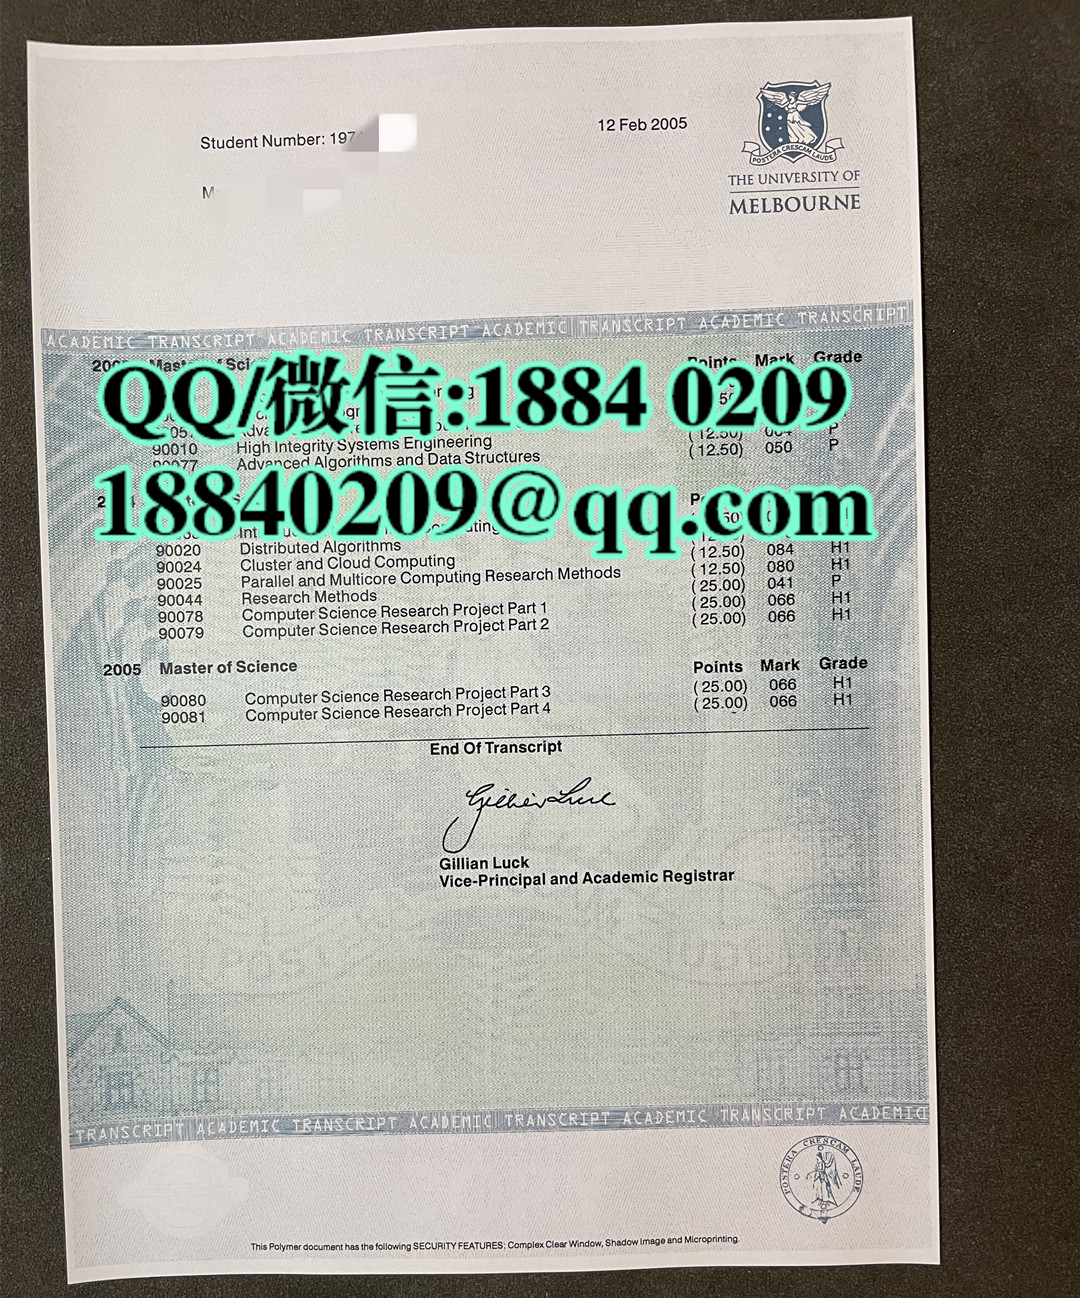 Student Number: 197
12 Feb 2005
M
POSTERA CRESCAM LAUDE
THE UNIVERSITY OF
MELBOURNE
ACADEMIC TRANSCRIPT ACADEMIC TRANSCRIPT ACADEMIC TRANSCRIPT ACADEMIC TRANSCRIPT
Points Mark Grade
QQ/微信:1884 0209
P
90010 High Integrity Systems Engineering (12.50) 050 P
Advanced Algorithms and Data Structures
18840209@qq.com
90020 Distributed Algorithms (12.50) 084 H1
90024 Cluster and Cloud Computing (12.50) 080 H1
90025 Parallel and Multicore Computing Research Methods (25.00) 041 P
90044 Research Methods (25.00) 066 H1
90078 Computer Science Research Project Part 1 (25.00) 066 H1
90079 Computer Science Research Project Part 2
2005 Master of Science Points Mark Grade
90080 Computer Science Research Project Part 3 (25.00) 066 H1
90081 Computer Science Research Project Part 4 (25.00) 066 H1
End Of Transcript
Gillian Luck
Gillian Luck
Vice-Principal and Academic Registrar
TRANSCRIPT ACADEMIC TRANSCRIPT ACADEMIC TRANSCRIPT ACADEMIC TRANSCRIPT ACADEMIC
POSTERA CRESCAM LAUDE
This Polymer document has the following SECURITY FEATURES; Complex Clear Window, Shadow Image and Microprinting.